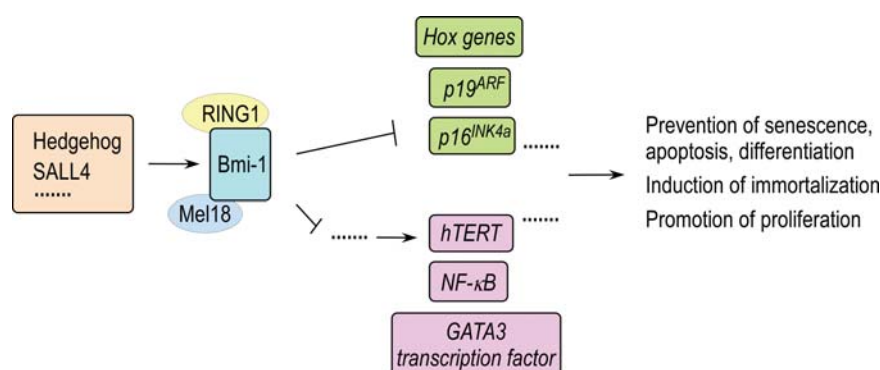 Hedgehog
SALL4
.......
RING1
Bmi-1
Mel18
Hox genes
p19ARF
p16INK4a
.......
.......
.......
hTERT
NF-κB
GATA3
transcription factor
Prevention of senescence,
apoptosis, differentiation
Induction of immortalization
Promotion of proliferation